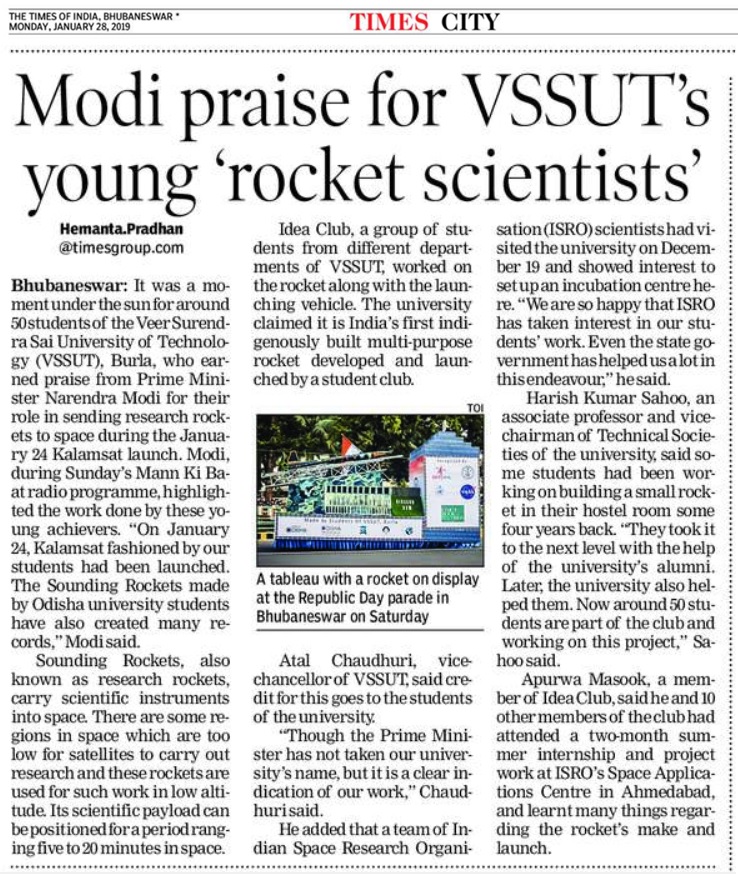 THE TIMES OF INDIA, BHUBANESWAR *
MONDAY, JANUARY 28, 2019
TIMES CITY
Modi praise for VSSUT's
young 'rocket scientists'
Hemanta.Pradhan
@timesgroup.com
Bhubaneswar: It was a mo-
ment under the sun for around
50 students of the Veer Surend-
ra Sai University of Technolo-
gy (VSSUT), Burla, who ear-
ned praise from Prime Mini-
ster Narendra Modi for their
role in sending research rock-
ets to space during the Janua-
ry 24 Kalamsat launch. Modi,
during Sunday's Mann Ki Ba-
at radio programme, highligh-
ted the work done by these yo-
ung achievers. "On January
24, Kalamsat fashioned by our
students had been launched.
The Sounding Rockets made
by Odisha university students
have also created many re-
cords," Modi said.
Sounding Rockets, also
known as research rockets,
carry scientific instruments
into space. There are some re-
gions in space which are too
low for satellites to carry out
research and these rockets are
used for such work in low alti-
tude. Its scientific payload can
be positioned for a period rang-
ing five to 20 minutes in space.
Idea Club, a group of stu-
dents from different depart-
ments of VSSUT, worked on
the rocket along with the laun-
ching vehicle. The university
claimed it is India's first indi-
genously built multi-purpose
rocket developed and laun-
ched by a student club.
TOI
Made by Students Of VSSUT, Burla
A tableau with a rocket on display
at the Republic Day parade in
Bhubaneswar on Saturday
Atal Chaudhuri, vice-
chancellor of VSSUT, said cre-
dit for this goes to the students
of the university.
"Though the Prime Mini-
ster has not taken our univer-
sity's name, but it is a clear in-
dication of our work," Chaud-
huri said.
He added that a team of In-
dian Space Research Organi-
sation (ISRO) scientists had vi-
sited the university on Decem-
ber 19 and showed interest to
set up an incubation centre he-
re. "We are so happy that ISRO
has taken interest in our stu-
dents' work. Even the state go-
vernment has helped us a lot in
this endeavour," he said.
Harish Kumar Sahoo, an
associate professor and vice-
chairman of Technical Socie-
ties of the university, said so-
me students had been wor-
king on building a small rock-
et in their hostel room some
four years back. "They took it
to the next level with the help
of the university's alumni.
Later, the university also hel-
ped them. Now around 50 stu-
dents are part of the club and
working on this project," Sa-
hoo said.
Apurwa Masook, a mem-
ber of Idea Club, said he and 10
other members of the club had
attended a two-month sum-
mer internship and project
work at ISRO's Space Applica-
tions Centre in Ahmedabad,
and learnt many things regar-
ding the rocket's make and
launch.